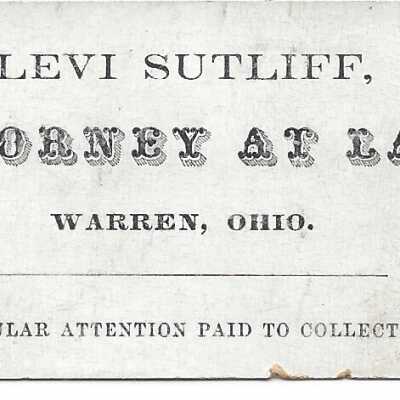 LEVI SUTLIFF,
ORNEY AT LA
WARREN, OHIO.
ULAR ATTENTION PAID TO COLLECT